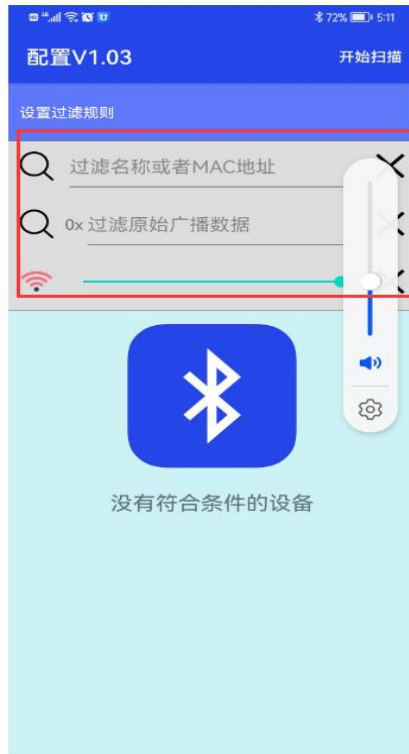 72% 5:11
配置V1.03
开始扫描
设置过滤规则
过滤名称或者MAC地址
0x 过滤原始广播数据
没有符合条件的设备